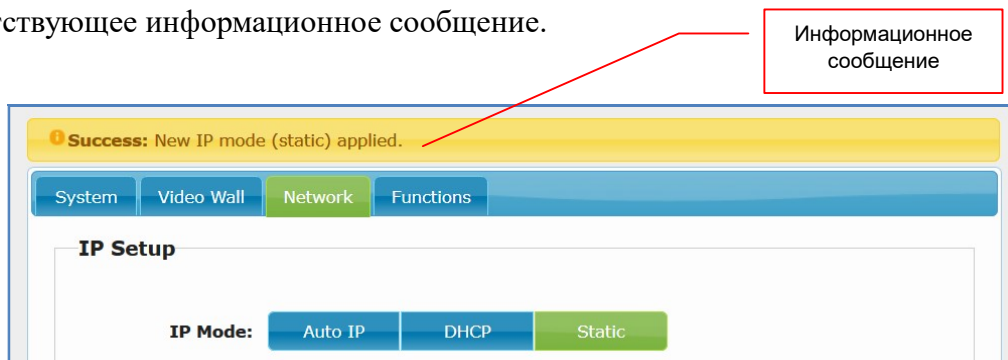 тствующее информационное сообщение.
Информационное
сообщение
Success: New IP mode (static) applied.
System Video Wall Network Functions
IP Setup
IP Mode: Auto IP DHCP Static